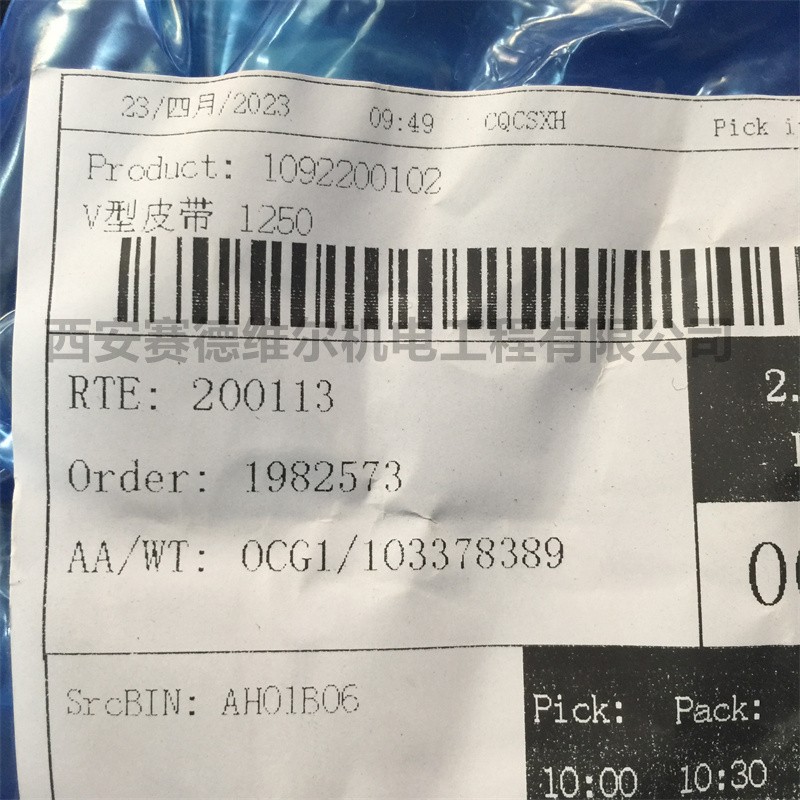 23/四月/2023 09:49 CQCSXH Pick
Product: 1092200102
V型皮带 1250
西安赛德维尔机电工程有限公司
RTE: 200113
2.
Order: 1982573
AA/WT: OCG1/103378389
SrcBIN: AH01B06
Pick: Pack:
10:00 10:30